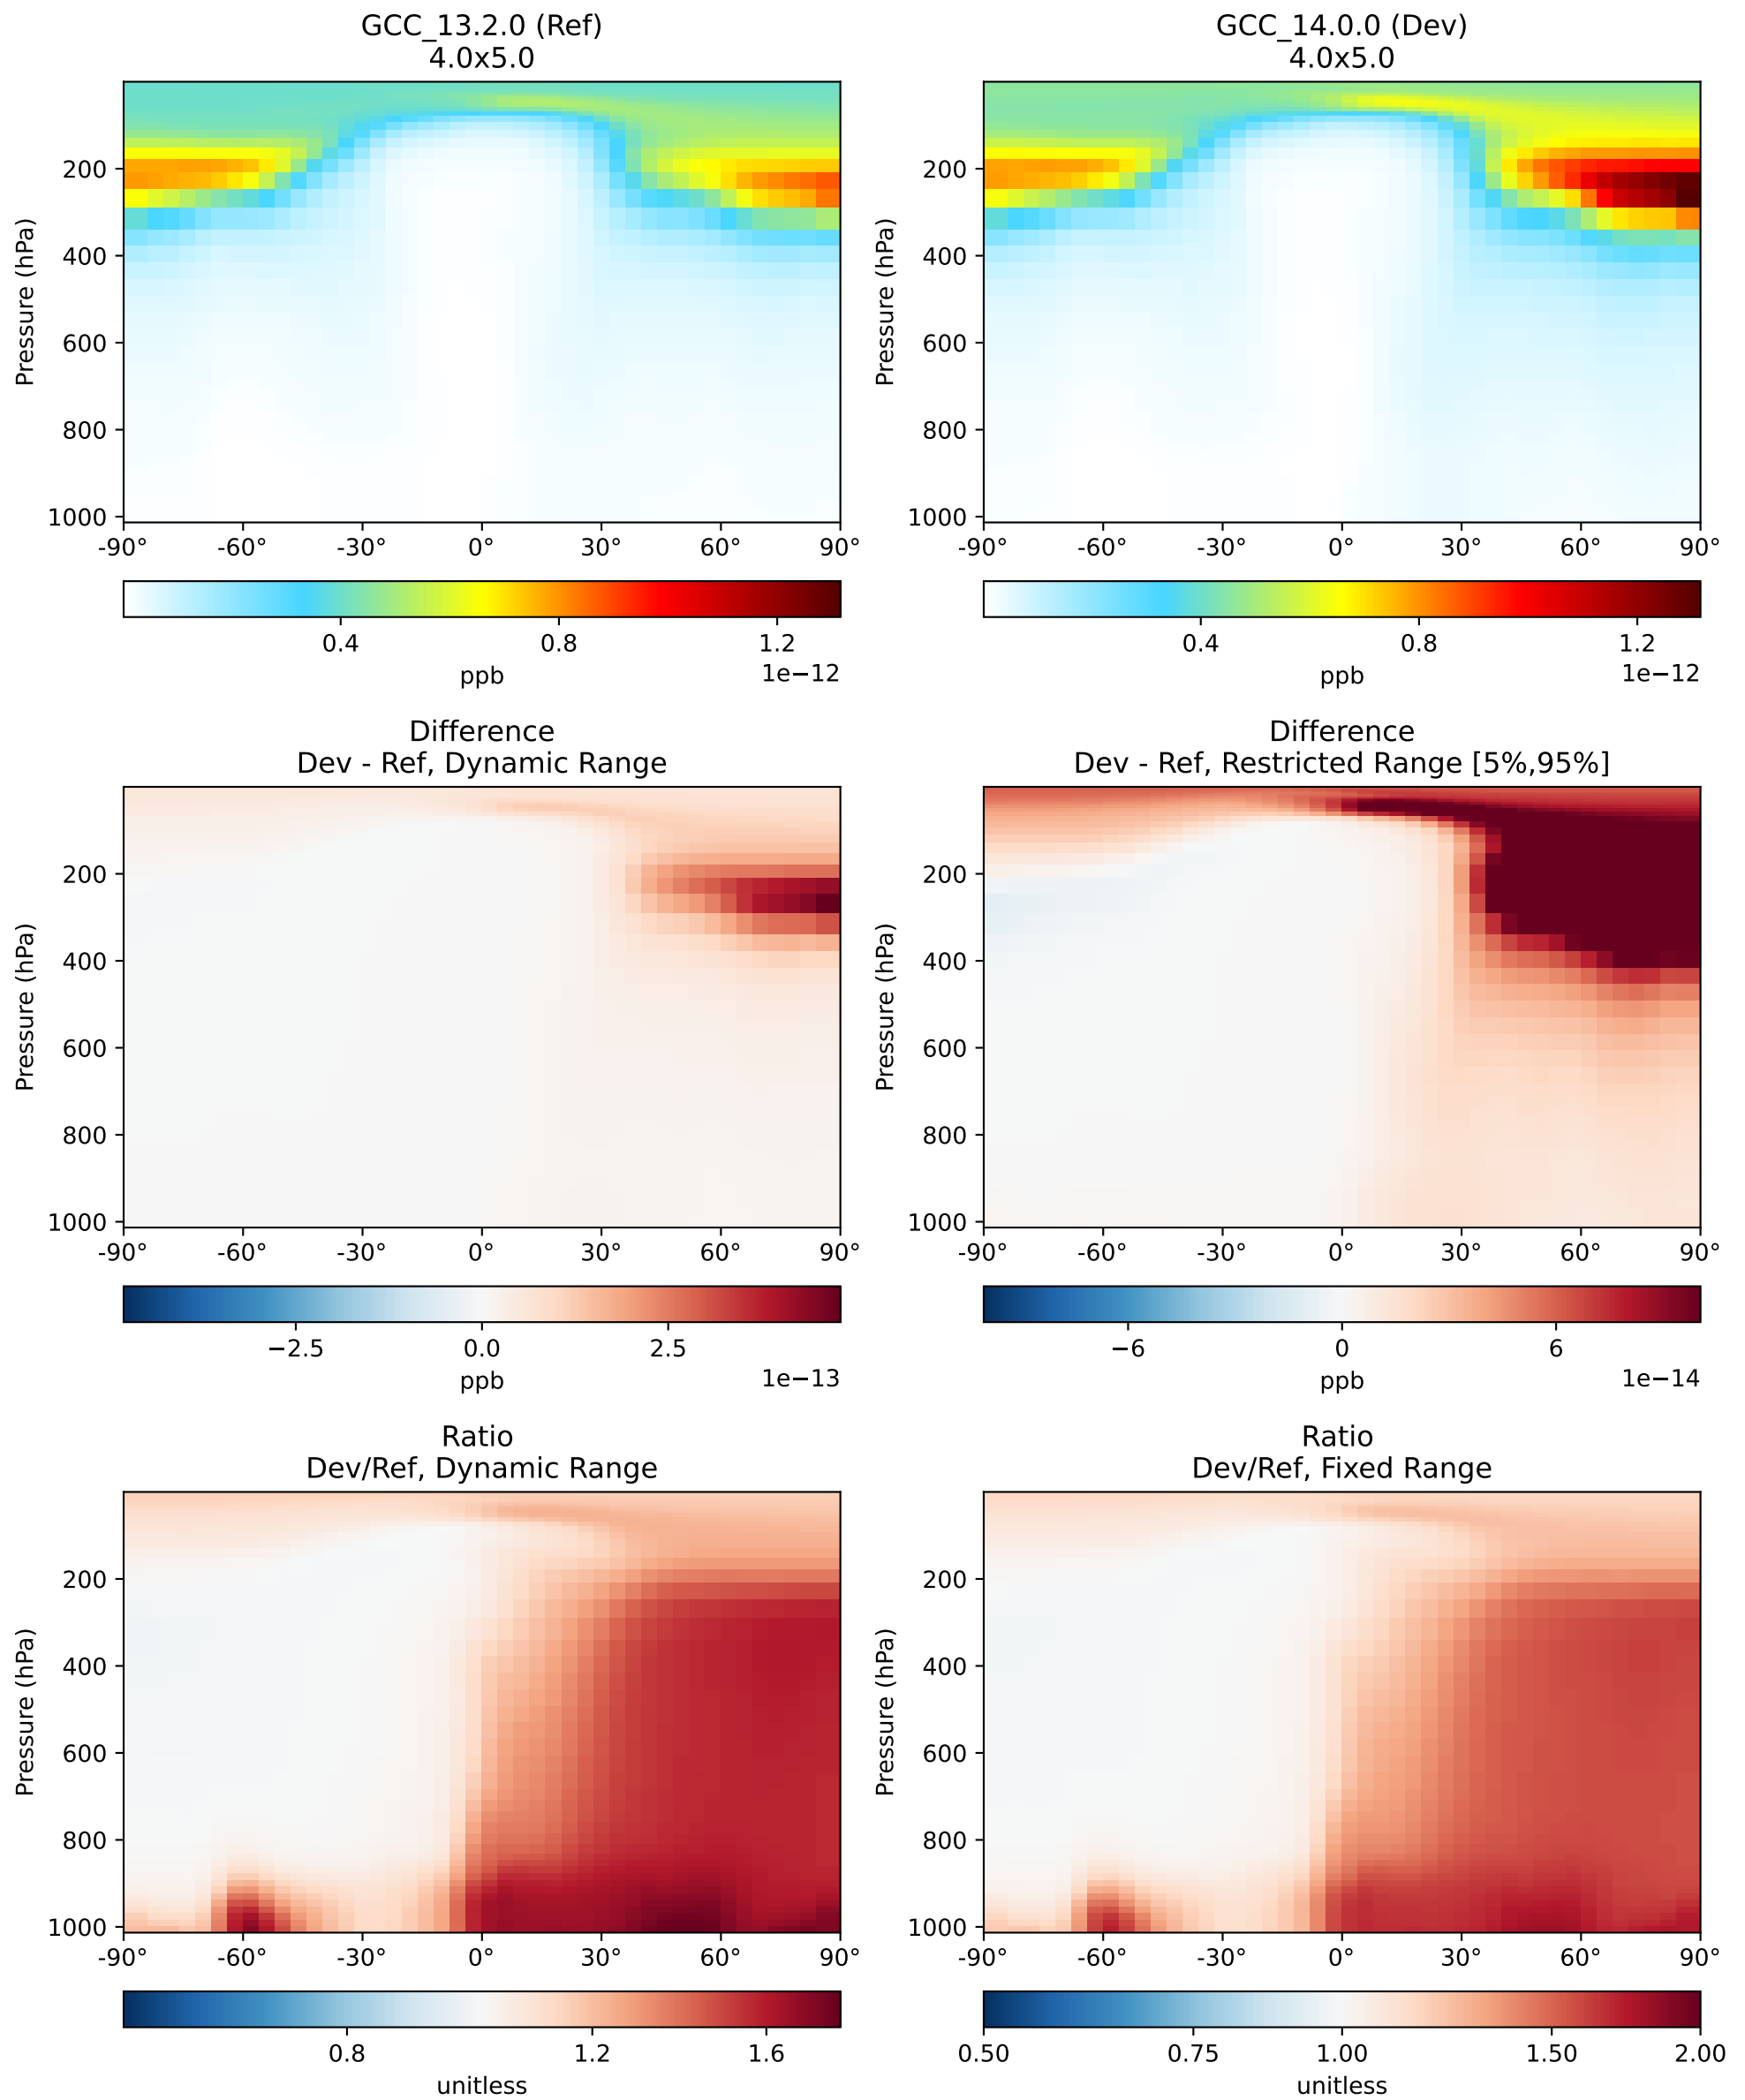 GCC_13.2.0 (Ref)
4.0x5.0
Pressure (hPa)
200
400
600
800
1000
-90° -60° -30° 0° 30° 60° 90°
0.4 0.8 1.2
ppb 1e−12
GCC_14.0.0 (Dev)
4.0x5.0
Pressure (hPa)
200
400
600
800
1000
-90° -60° -30° 0° 30° 60° 90°
0.4 0.8 1.2
ppb 1e−12
Difference
Dev - Ref, Dynamic Range
Pressure (hPa)
200
400
600
800
1000
-90° -60° -30° 0° 30° 60° 90°
−2.5 0.0 2.5
ppb 1e−13
Difference
Dev - Ref, Restricted Range [5%,95%]
Pressure (hPa)
200
400
600
800
1000
-90° -60° -30° 0° 30° 60° 90°
−6 0 6
ppb 1e−14
Ratio
Dev/Ref, Dynamic Range
Pressure (hPa)
200
400
600
800
1000
-90° -60° -30° 0° 30° 60° 90°
0.8 1.2 1.6
unitless
Ratio
Dev/Ref, Fixed Range
Pressure (hPa)
200
400
600
800
1000
-90° -60° -30° 0° 30° 60° 90°
0.50 0.75 1.00 1.50 2.00
unitless